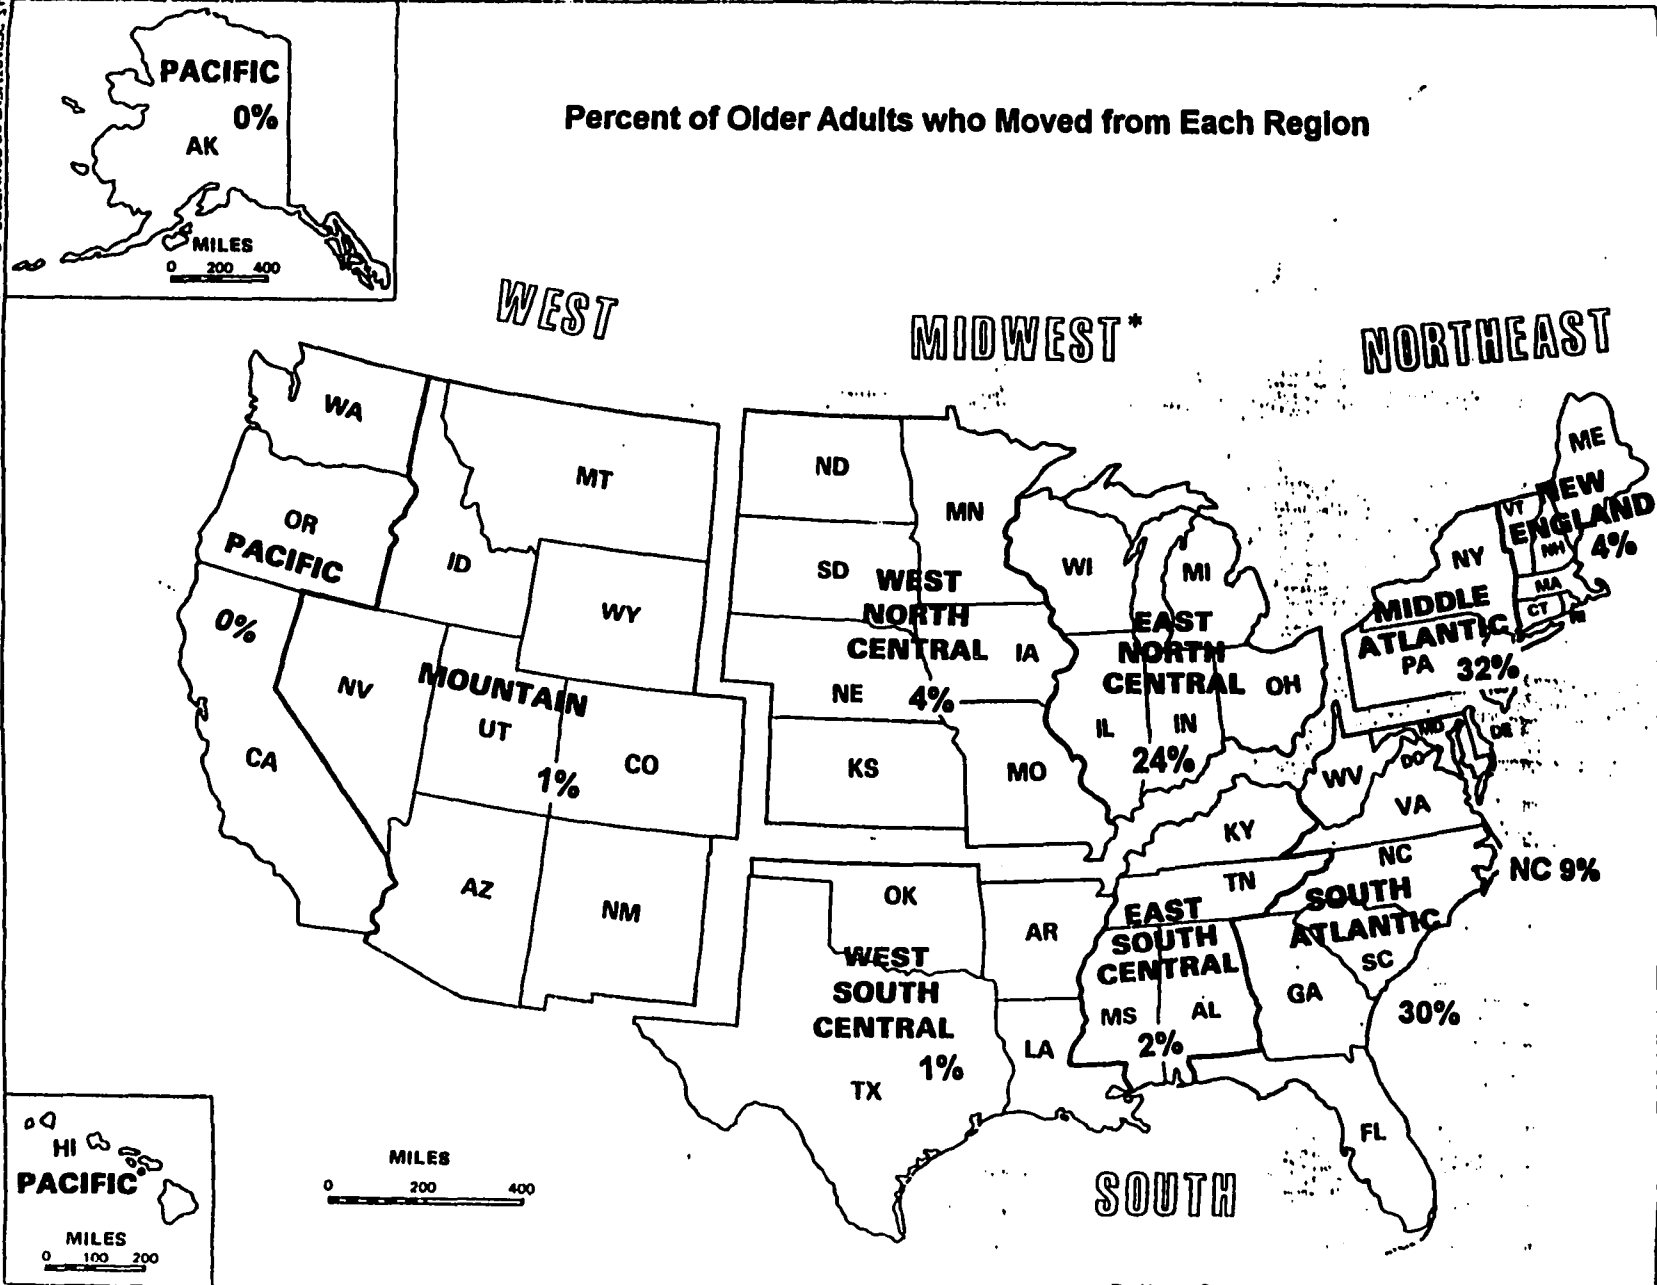 PACIFIC
0%
AK
MILES
0 200 400
Percent of Older Adults who Moved from Each Region
WEST
MIDWEST*
NORTHEAST
WA
MT
OR
PACIFIC
ID
WY
0%
NV
MOUNTAIN
UT
CO
1%
CA
AZ
NM
ND
MN
SD
WEST
NORTH
CENTRAL
IA
NE
4%
KS
MO
WI
MI
EAST
NORTH
CENTRAL
OH
IL
IN
24%
ME
NEW
ENGLAND
4%
VT
NH
MA
CT
RI
NY
MIDDLE
ATLANTIC
PA
32%
MD
DE
DC
WV
VA
KY
NC
NC 9%
TN
SOUTH
ATLANTIC
SC
GA
30%
FL
EAST
SOUTH
CENTRAL
MS
AL
2%
OK
AR
WEST
SOUTH
CENTRAL
1%
TX
LA
SOUTH
HI
PACIFIC
MILES
0 100 200
MILES
0 200 400